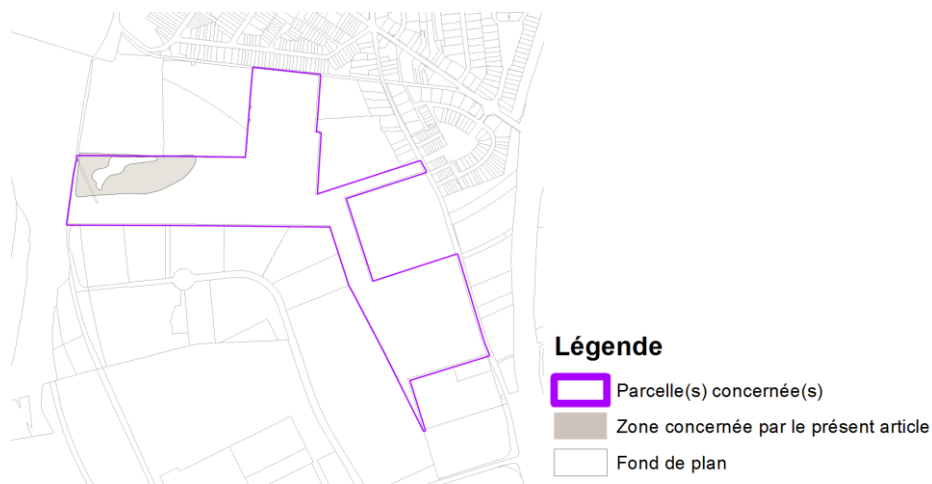 Légende
Parcelle(s) concernée(s)
Zone concernée par le présent article
Fond de plan